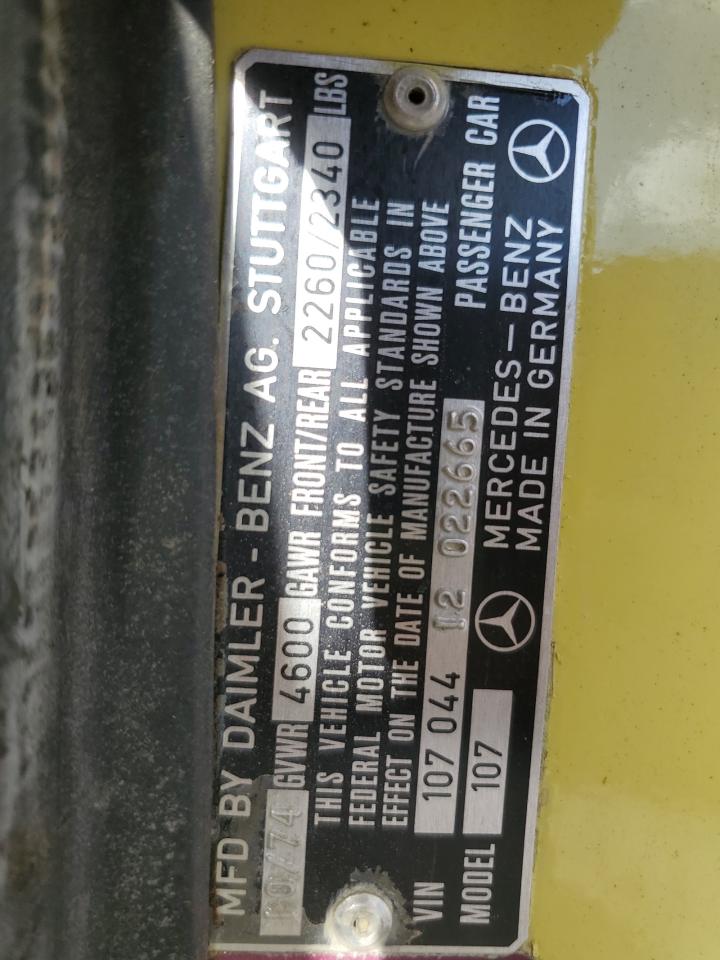 MFD BY DAIMLER - BENZ AG. STUTTGART
74 GVWR 4600 GAWR FRONT/REAR 2260/2340 LBS
THIS VEHICLE CONFORMS TO ALL APPLICABLE
FEDERAL MOTOR VEHICLE SAFETY STANDARDS IN
EFFECT ON THE DATE OF MANUFACTURE SHOWN ABOVE
VIN 107 044 12 022665 PASSENGER CAR
MODEL 107 MERCEDES-BENZ
MADE IN GERMANY